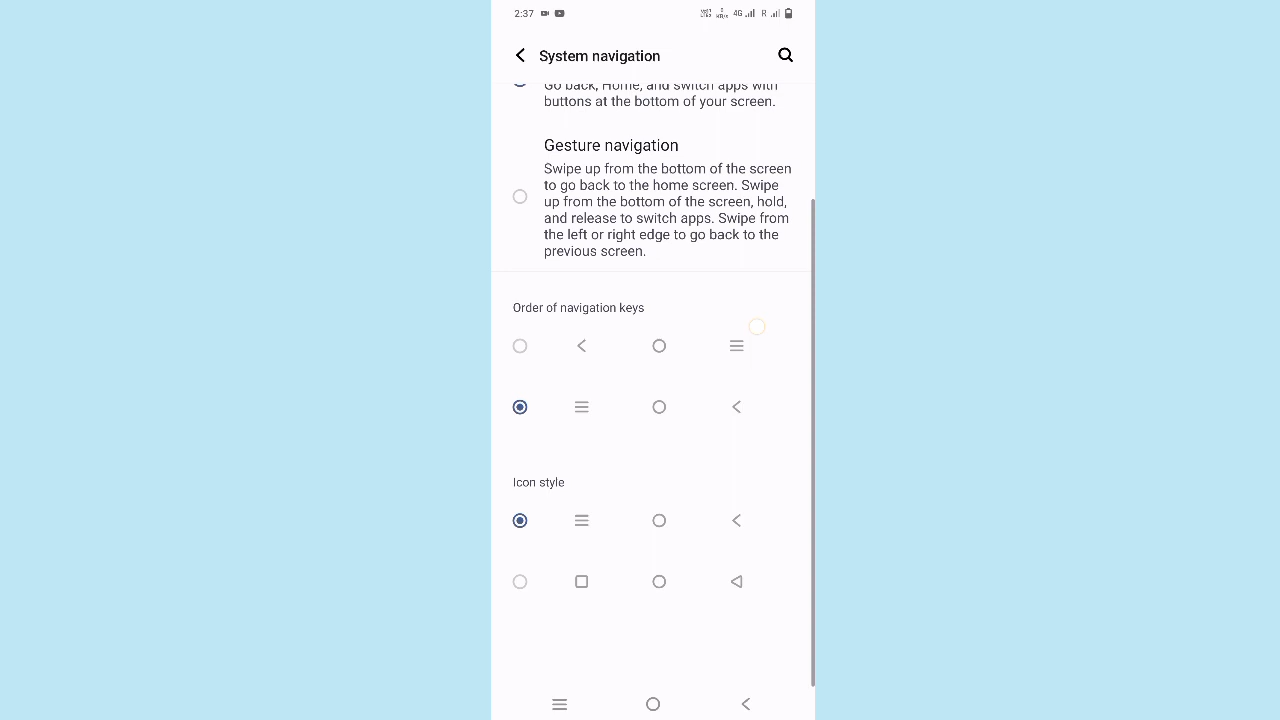 2:37
4G R
System navigation
Go back, Home, and switch apps with
buttons at the bottom of your screen.
Gesture navigation
Swipe up from the bottom of the screen
to go back to the home screen. Swipe
up from the bottom of the screen, hold,
and release to switch apps. Swipe from
the left or right edge to go back to the
previous screen.
Order of navigation keys
Icon style